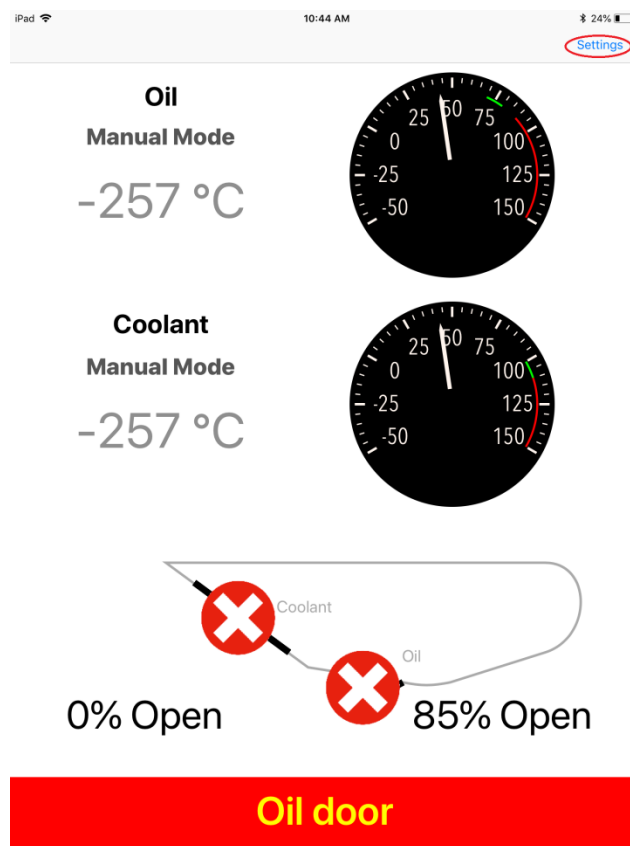 iPad 10:44 AM 24%
Settings
Oil
Manual Mode
-257 °C
-50 -25 0 25 50 75 100 125 150
Coolant
Manual Mode
-257 °C
-50 -25 0 25 50 75 100 125 150
Coolant
Oil
0% Open 85% Open
Oil door